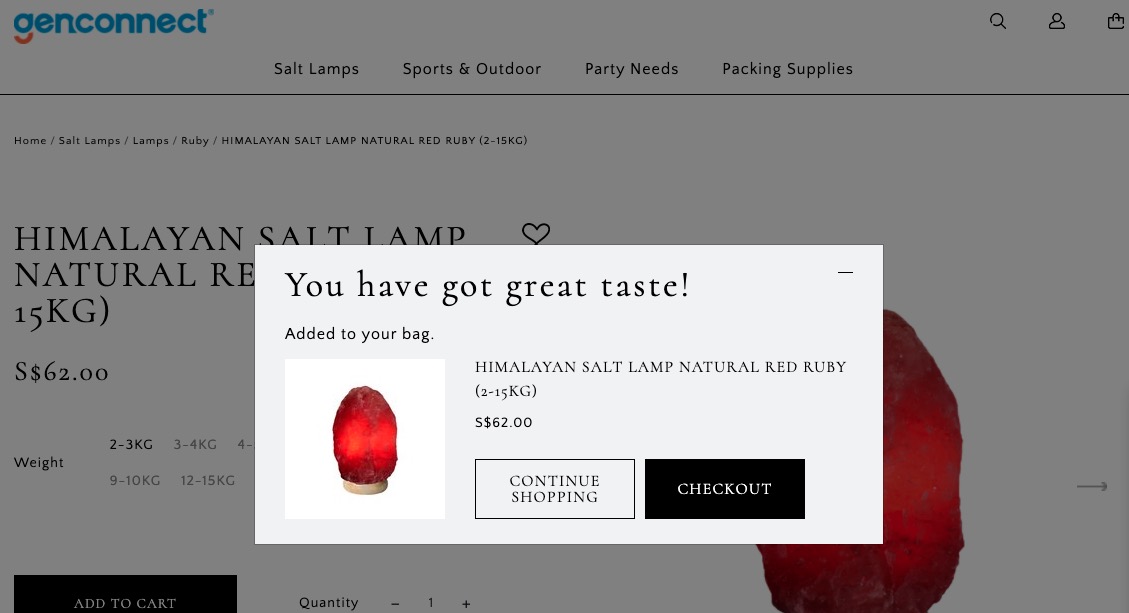 genconnect
Salt Lamps Sports & Outdoor Party Needs Packing Supplies
Home / Salt Lamps / Lamps / Ruby / HIMALAYAN SALT LAMP NATURAL RED RUBY (2-15KG)
HIMALAYAN SALT LAMP
NATURAL RE
15KG)
S$62.00
Weight
2-3KG 3-4KG 4-
9-10KG 12-15KG
ADD TO CART
Quantity – 1 +
You have got great taste!
Added to your bag.
HIMALAYAN SALT LAMP NATURAL RED RUBY
(2-15KG)
S$62.00
CONTINUE
SHOPPING
CHECKOUT